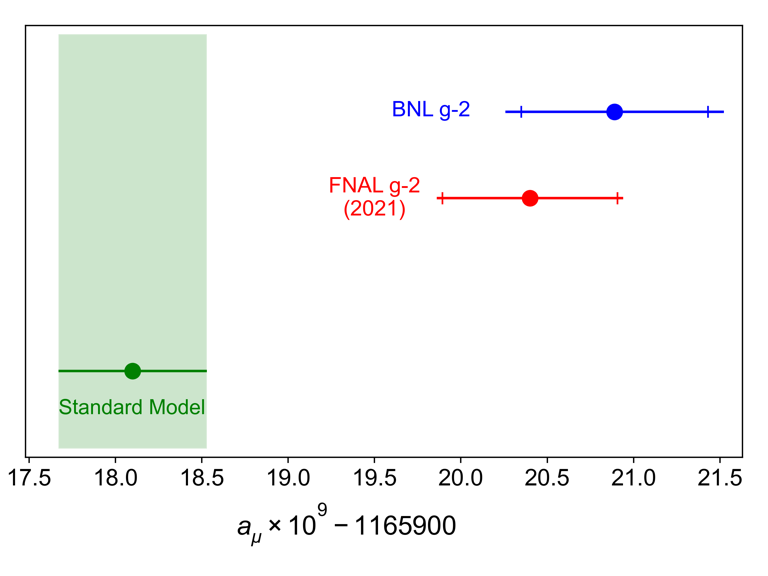 BNL g-2
FNAL g-2
(2021)
Standard Model
17.5 18.0 18.5 19.0 19.5 20.0 20.5 21.0 21.5
aμ × 10⁹ − 1165900